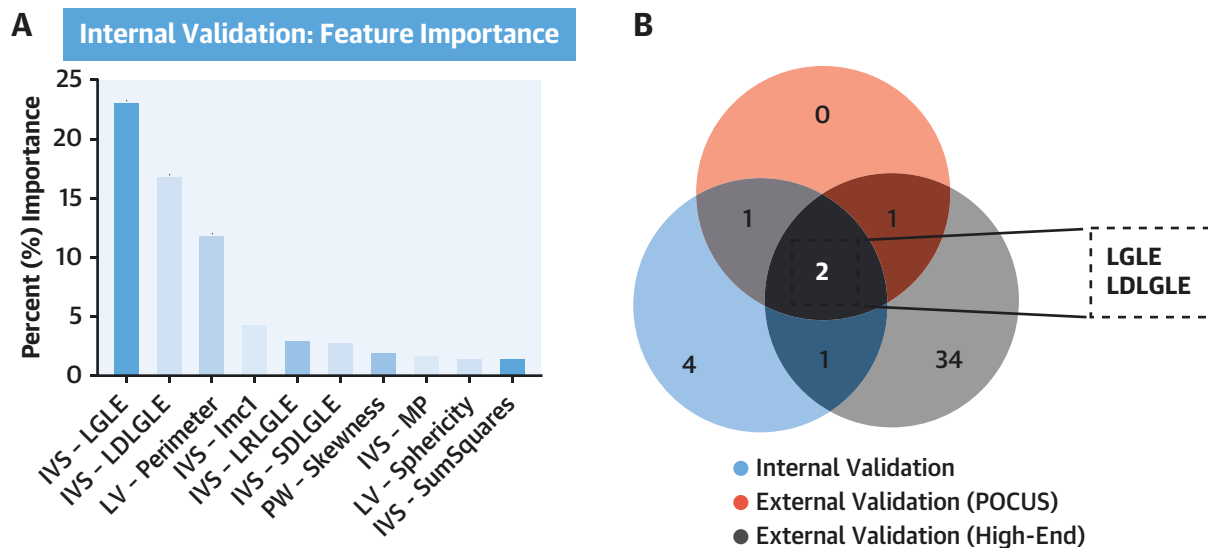 A
Internal Validation: Feature Importance
Percent (%) Importance
25
20
15
10
5
0
IVS - LGLE
IVS - LDLGLE
LV - Perimeter
IVS - Imc1
IVS - LRLGLE
IVS - SDLGLE
PW - Skewness
IVS - MP
LV - Sphericity
IVS - SumSquares
B
0
1
1
2
4
1
34
LGLE
LDLGLE
Internal Validation
External Validation (POCUS)
External Validation (High-End)